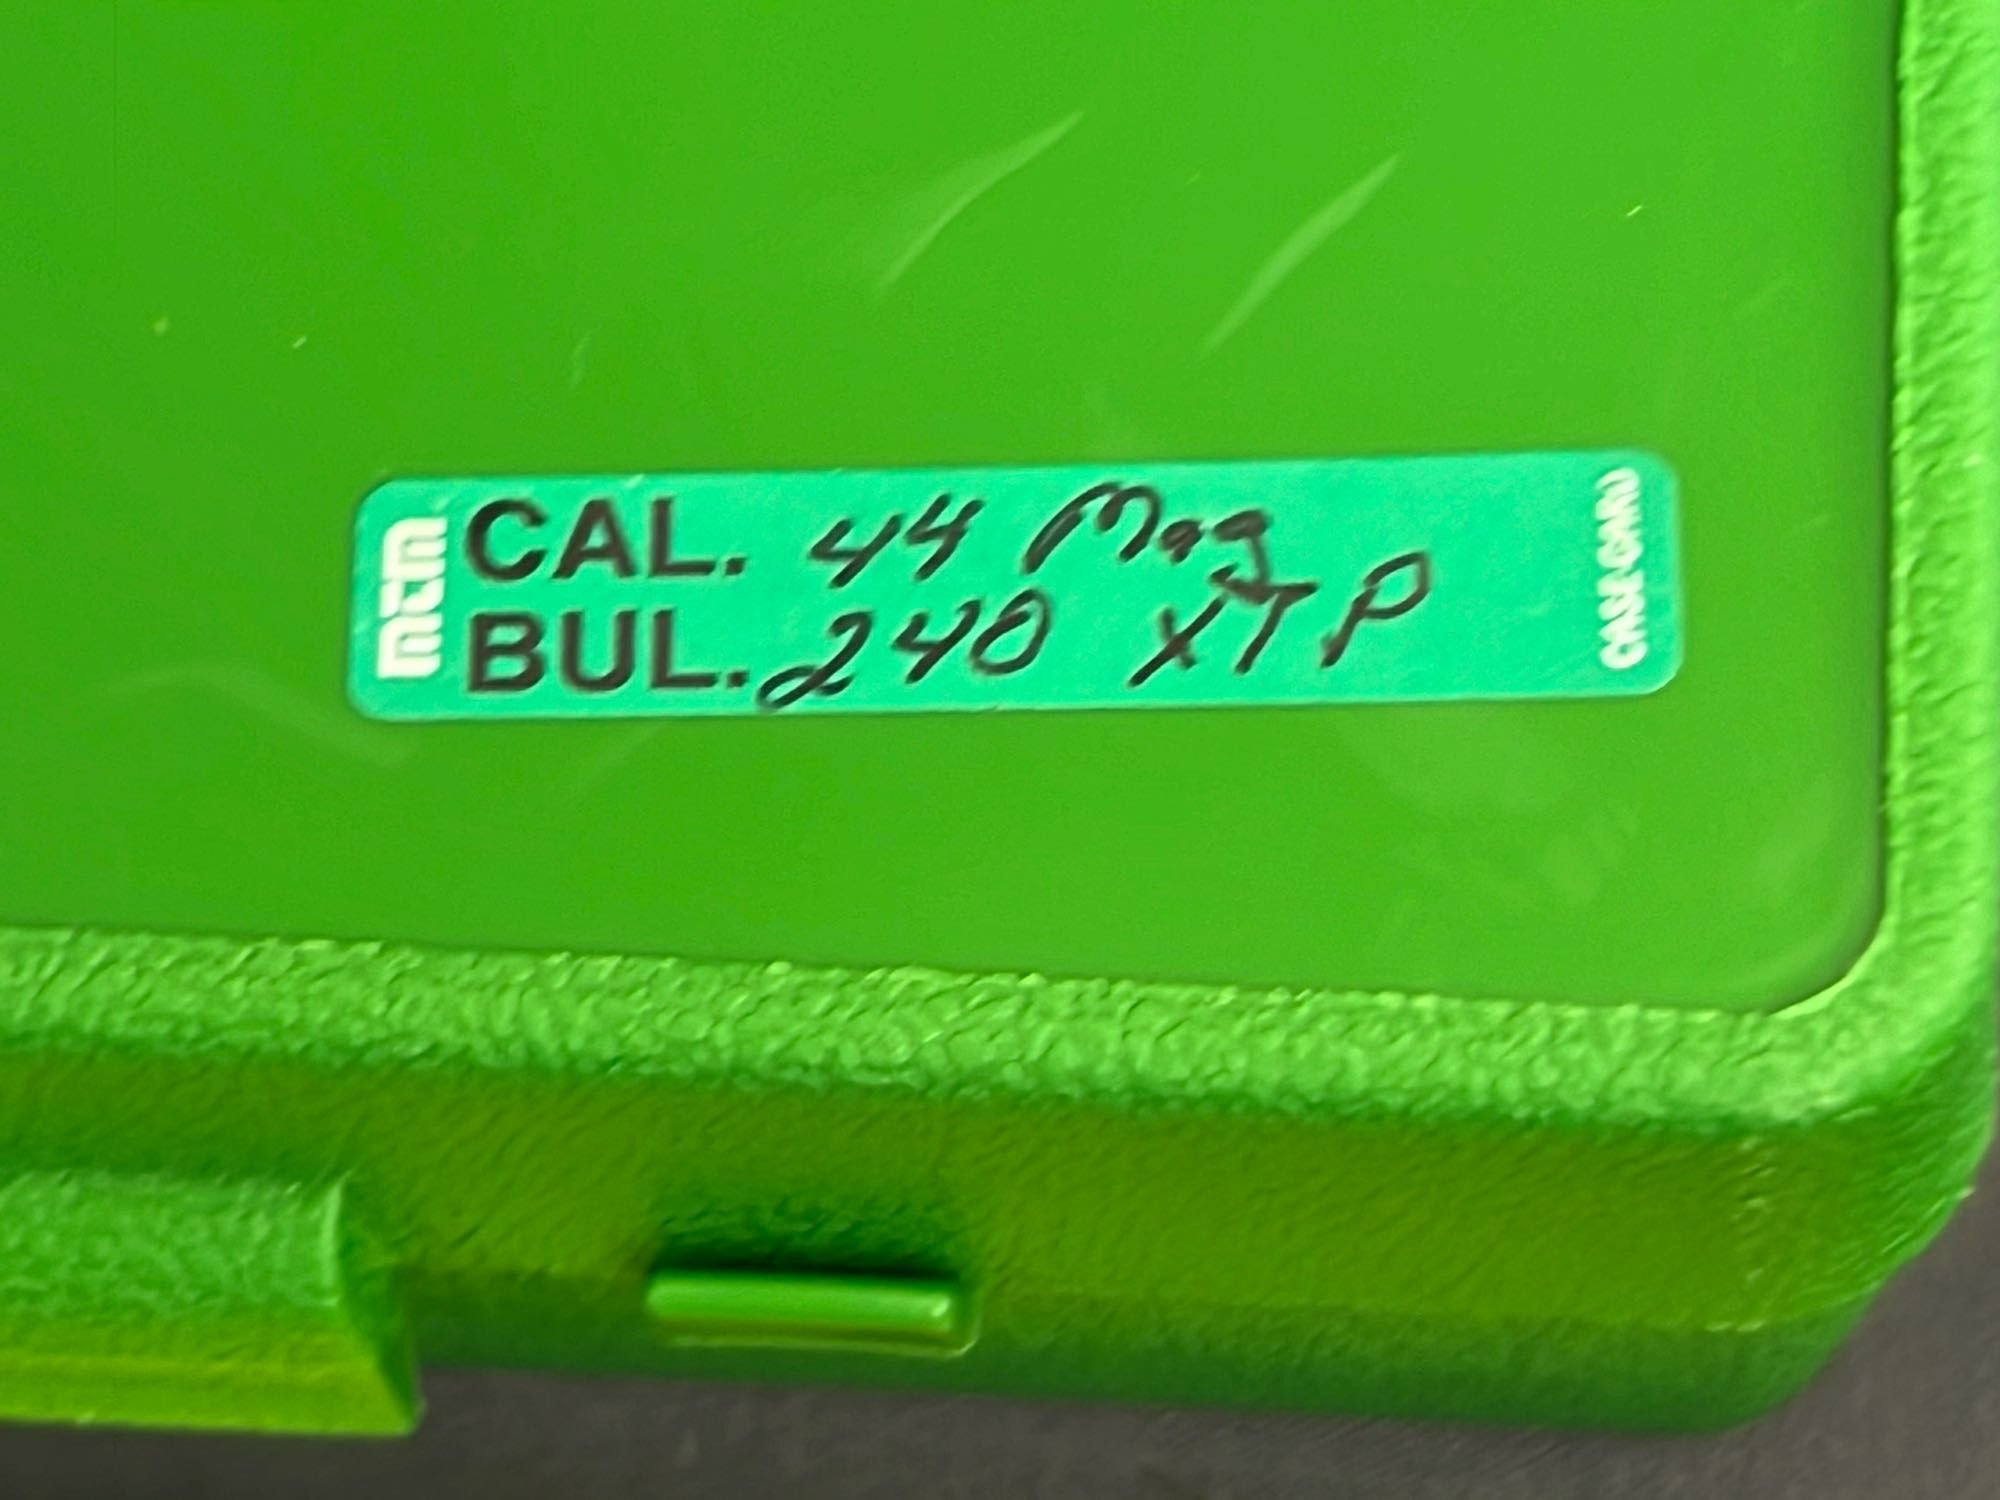 MTM
CAL. 44 Mag
BUL. 240 XTP
CASE-GARD